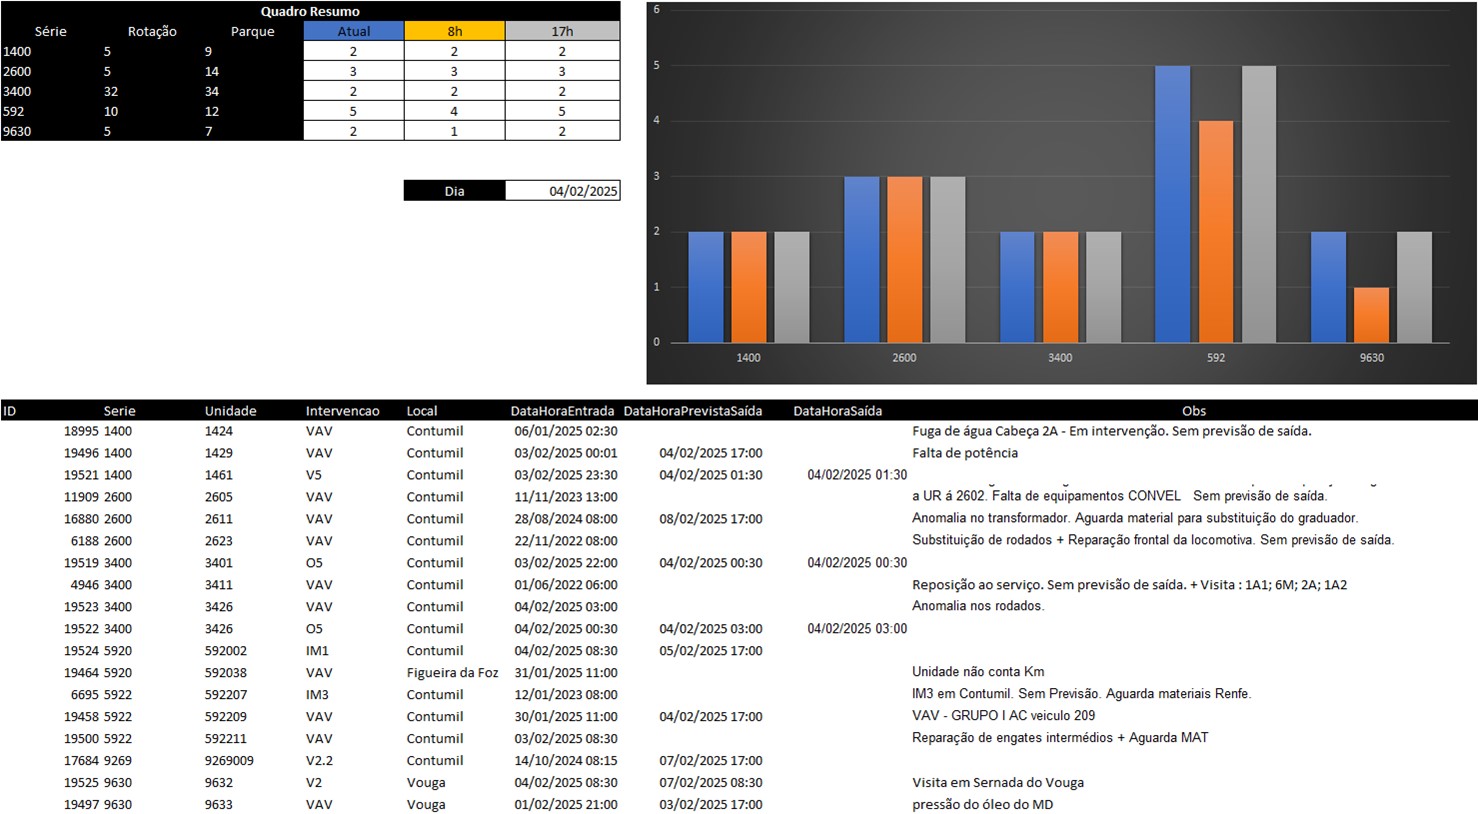 Quadro Resumo
Série Rotação Parque Atual 8h 17h
1400 5 9 2 2 2
2600 5 14 3 3 3
3400 32 34 2 2 2
592 10 12 5 4 5
9630 5 7 2 1 2
Dia 04/02/2025
6
5
4
3
2
1
0
1400 2600 3400 592 9630
ID Serie Unidade Intervencao Local DataHoraEntrada DataHoraPrevistaSaída DataHoraSaída Obs
18995 1400 1424 VAV Contumil 06/01/2025 02:30 Fuga de água Cabeça 2A - Em intervenção. Sem previsão de saída.
19496 1400 1429 VAV Contumil 03/02/2025 00:01 04/02/2025 17:00 Falta de potência
19521 1400 1461 V5 Contumil 03/02/2025 23:30 04/02/2025 01:30 04/02/2025 01:30
11909 2600 2605 VAV Contumil 11/11/2023 13:00 a UR á 2602. Falta de equipamentos CONVEL Sem previsão de saída.
16880 2600 2611 VAV Contumil 28/08/2024 08:00 08/02/2025 17:00 Anomalia no transformador. Aguarda material para substituição do graduador.
6188 2600 2623 VAV Contumil 22/11/2022 08:00 Substituição de rodados + Reparação frontal da locomotiva. Sem previsão de saída.
19519 3400 3401 O5 Contumil 03/02/2025 22:00 04/02/2025 00:30 04/02/2025 00:30
4946 3400 3411 VAV Contumil 01/06/2022 06:00 Reposição ao serviço. Sem previsão de saída. + Visita : 1A1; 6M; 2A; 1A2
19523 3400 3426 VAV Contumil 04/02/2025 03:00 Anomalia nos rodados.
19522 3400 3426 O5 Contumil 04/02/2025 00:30 04/02/2025 03:00 04/02/2025 03:00
19524 5920 592002 IM1 Contumil 04/02/2025 08:30 05/02/2025 17:00
19464 5920 592038 VAV Figueira da Foz 31/01/2025 11:00 Unidade não conta Km
6695 5922 592207 IM3 Contumil 12/01/2023 08:00 IM3 em Contumil. Sem Previsão. Aguarda materiais Renfe.
19458 5922 592209 VAV Contumil 30/01/2025 11:00 04/02/2025 17:00 VAV - GRUPO I AC veiculo 209
19500 5922 592211 VAV Contumil 03/02/2025 08:30 Reparação de engates intermédios + Aguarda MAT
17684 9269 9269009 V2.2 Contumil 14/10/2024 08:15 07/02/2025 17:00
19525 9630 9632 V2 Vouga 04/02/2025 08:30 07/02/2025 08:30 Visita em Sernada do Vouga
19497 9630 9633 VAV Vouga 01/02/2025 21:00 03/02/2025 17:00 pressão do óleo do MD